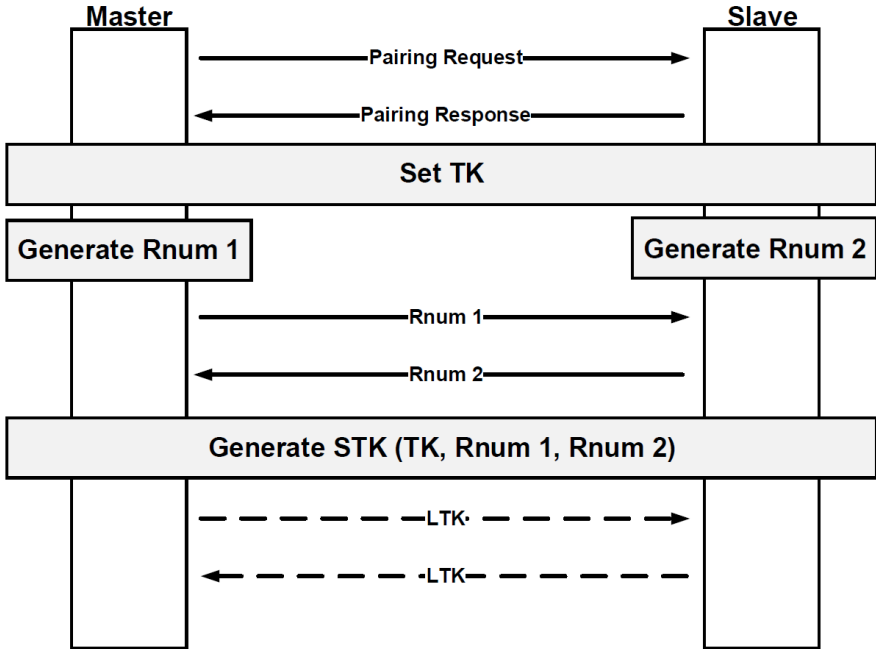 Master
Slave
Pairing Request
Pairing Response
Set TK
Generate Rnum 1
Generate Rnum 2
Rnum 1
Rnum 2
Generate STK (TK, Rnum 1, Rnum 2)
LTK
LTK